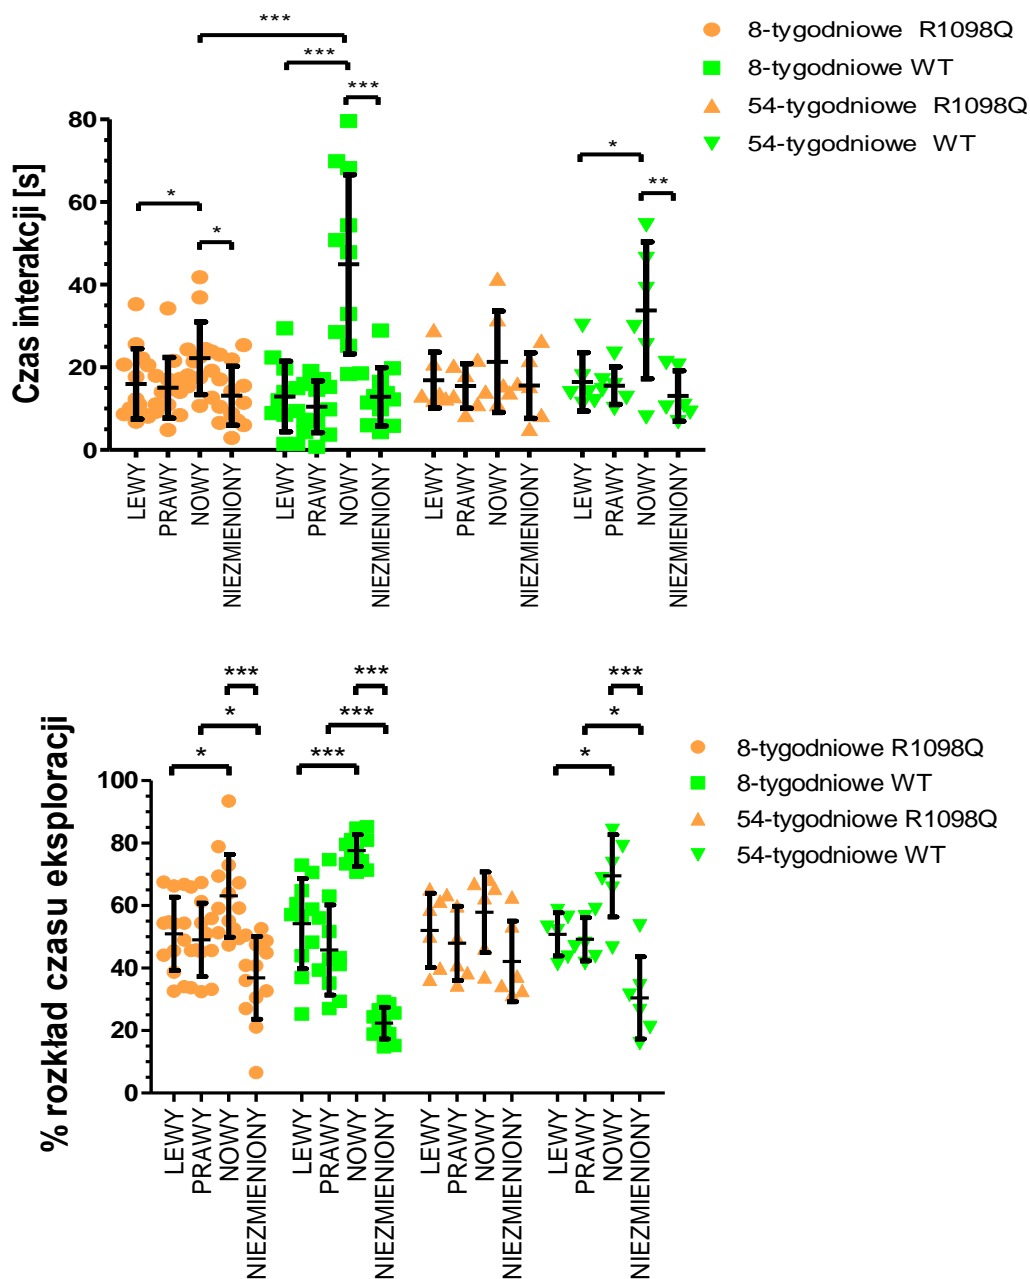 ***
***
***
8-tygodniowe R1098Q
8-tygodniowe WT
54-tygodniowe R1098Q
54-tygodniowe WT
Czas interakcji [s]
80
60
40
20
0
*
*
*
**
LEWY
PRAWY
NOWY
NIEZMIENIONY
LEWY
PRAWY
NOWY
NIEZMIENIONY
LEWY
PRAWY
NOWY
NIEZMIENIONY
LEWY
PRAWY
NOWY
NIEZMIENIONY
***
***
***
*
***
*
*
***
*
8-tygodniowe R1098Q
8-tygodniowe WT
54-tygodniowe R1098Q
54-tygodniowe WT
% rozkład czasu eksploracji
100
80
60
40
20
0
LEWY
PRAWY
NOWY
NIEZMIENIONY
LEWY
PRAWY
NOWY
NIEZMIENIONY
LEWY
PRAWY
NOWY
NIEZMIENIONY
LEWY
PRAWY
NOWY
NIEZMIENIONY